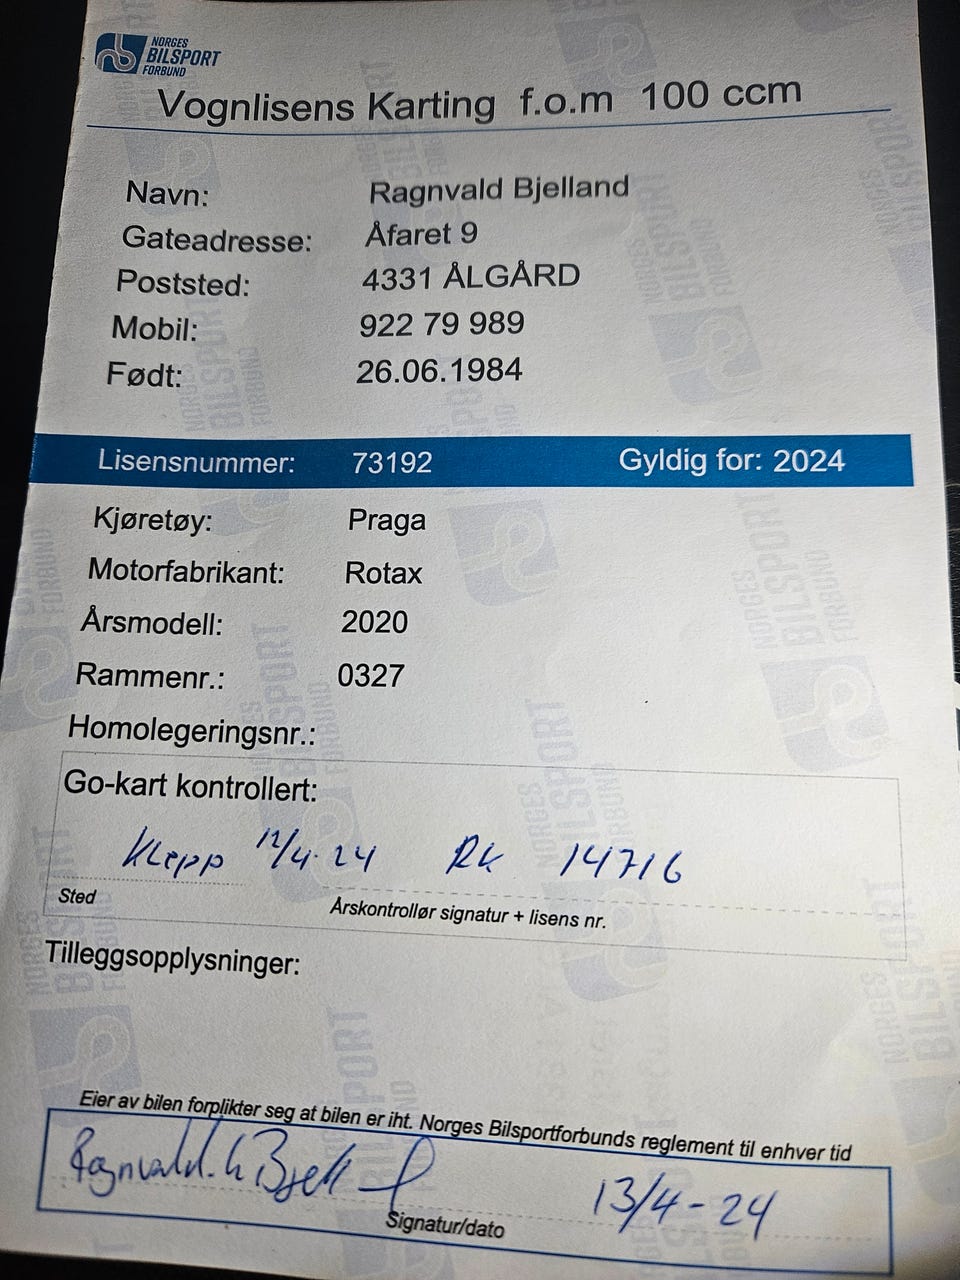 NORGES
BILSPORT
FORBUND
Vognlisens Karting f.o.m 100 ccm
Navn: Ragnvald Bjelland
Gateadresse: Åfaret 9
Poststed: 4331 ÅLGÅRD
Mobil: 922 79 989
Født: 26.06.1984
Lisensnummer: 73192 Gyldig for: 2024
Kjøretøy: Praga
Motorfabrikant: Rotax
Årsmodell: 2020
Rammenr.: 0327
Homologeringsnr.:
Go-kart kontrollert:
Klepp 12/4-24 RK 14716
Sted Årskontrollør signatur + lisens nr.
Tilleggsopplysninger:
Eier av bilen forplikter seg at bilen er iht. Norges Bilsportforbunds reglement til enhver tid
Ragnvald 13/4-24
Signatur/dato